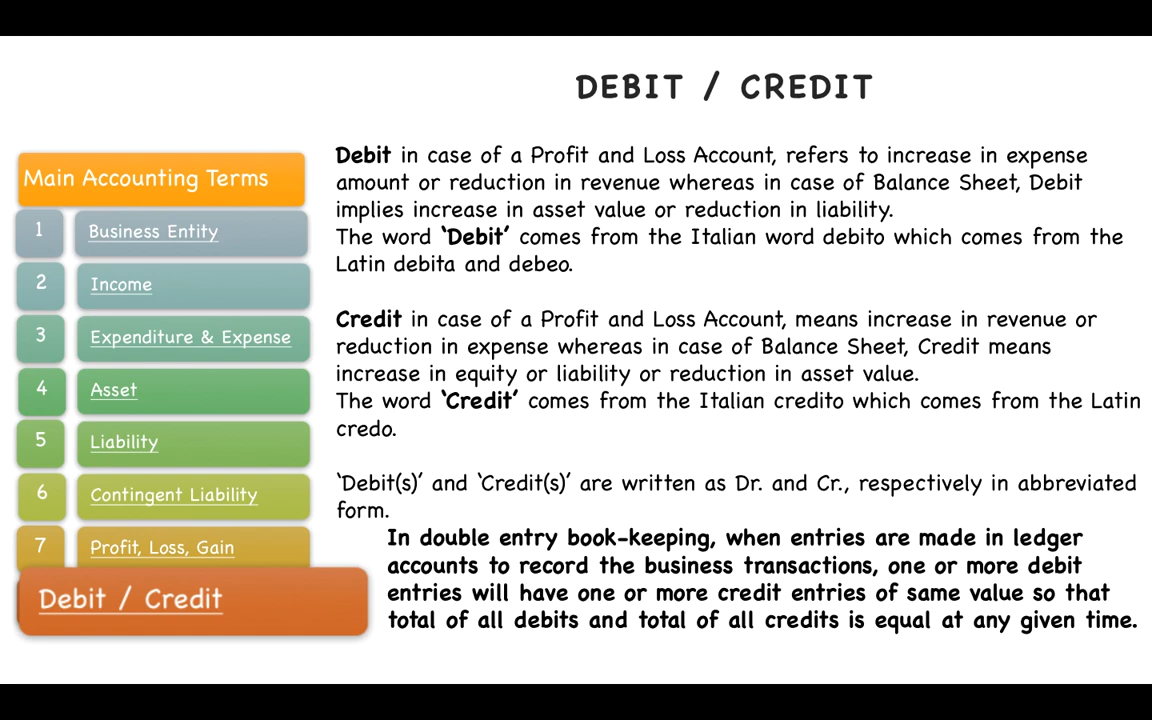 DEBIT / CREDIT
Main Accounting Terms
1 Business Entity
2 Income
3 Expenditure & Expense
4 Asset
5 Liability
6 Contingent Liability
7 Profit, Loss, Gain
Debit / Credit
Debit in case of a Profit and Loss Account, refers to increase in expense
amount or reduction in revenue whereas in case of Balance Sheet, Debit
implies increase in asset value or reduction in liability.
The word ‘Debit’ comes from the Italian word debito which comes from the
Latin debita and debeo.
Credit in case of a Profit and Loss Account, means increase in revenue or
reduction in expense whereas in case of Balance Sheet, Credit means
increase in equity or liability or reduction in asset value.
The word ‘Credit’ comes from the Italian credito which comes from the Latin
credo.
‘Debit(s)’ and ‘Credit(s)’ are written as Dr. and Cr., respectively in abbreviated
form.
In double entry book-keeping, when entries are made in ledger
accounts to record the business transactions, one or more debit
entries will have one or more credit entries of same value so that
total of all debits and total of all credits is equal at any given time.